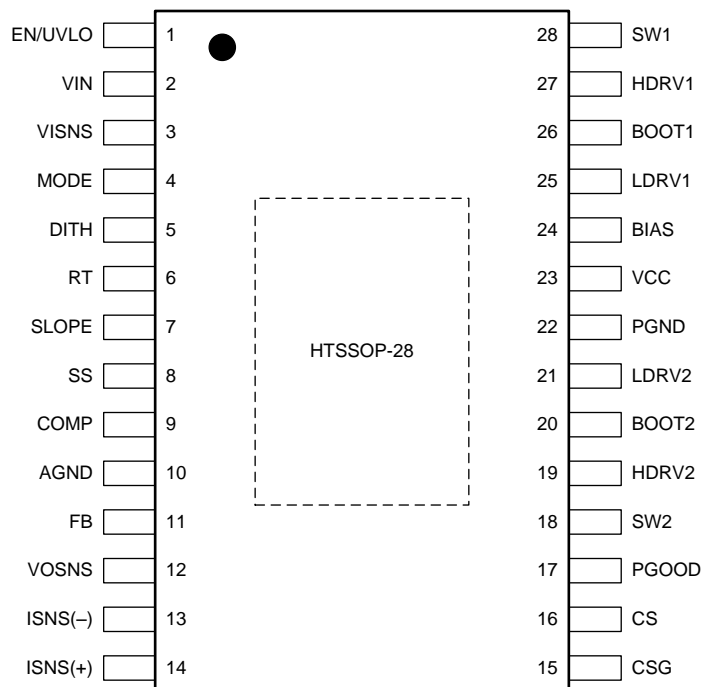 EN/UVLO 1 28 SW1
VIN 2 27 HDRV1
VISNS 3 26 BOOT1
MODE 4 25 LDRV1
DITH 5 24 BIAS
RT 6 23 VCC
SLOPE 7 22 PGND
HTSSOP-28
SS 8 21 LDRV2
COMP 9 20 BOOT2
AGND 10 19 HDRV2
FB 11 18 SW2
VOSNS 12 17 PGOOD
ISNS(–) 13 16 CS
ISNS(+) 14 15 CSG